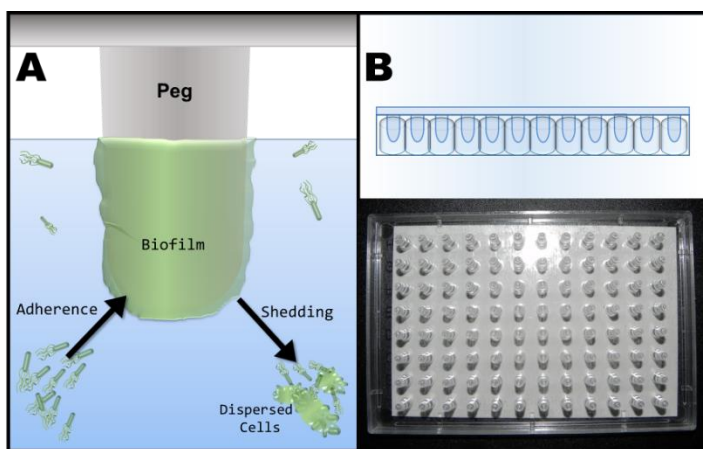 A
Peg
Biofilm
Adherence
Shedding
Dispersed
Cells
B